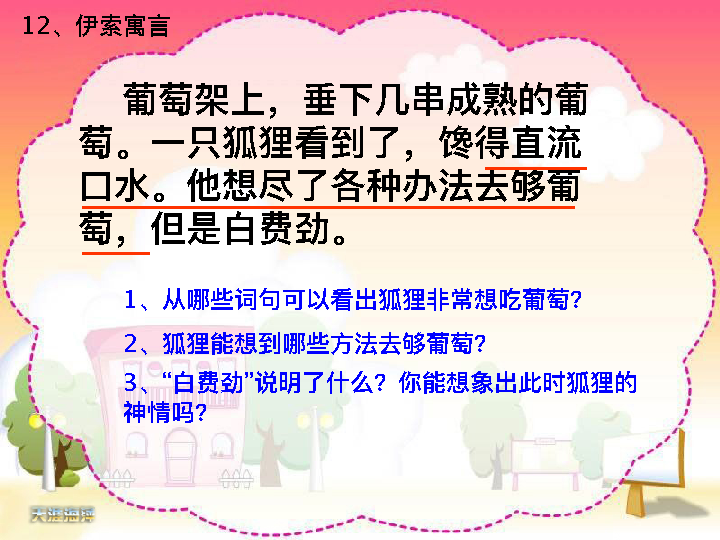 12、伊索寓言
葡萄架上，垂下几串成熟的葡
萄。一只狐狸看到了，馋得直流
口水。他想尽了各种办法去够葡
萄，但是白费劲。
1、从哪些词句可以看出狐狸非常想吃葡萄？
2、狐狸能想到哪些方法去够葡萄？
3、“白费劲”说明了什么？你能想象出此时狐狸的
神情吗？